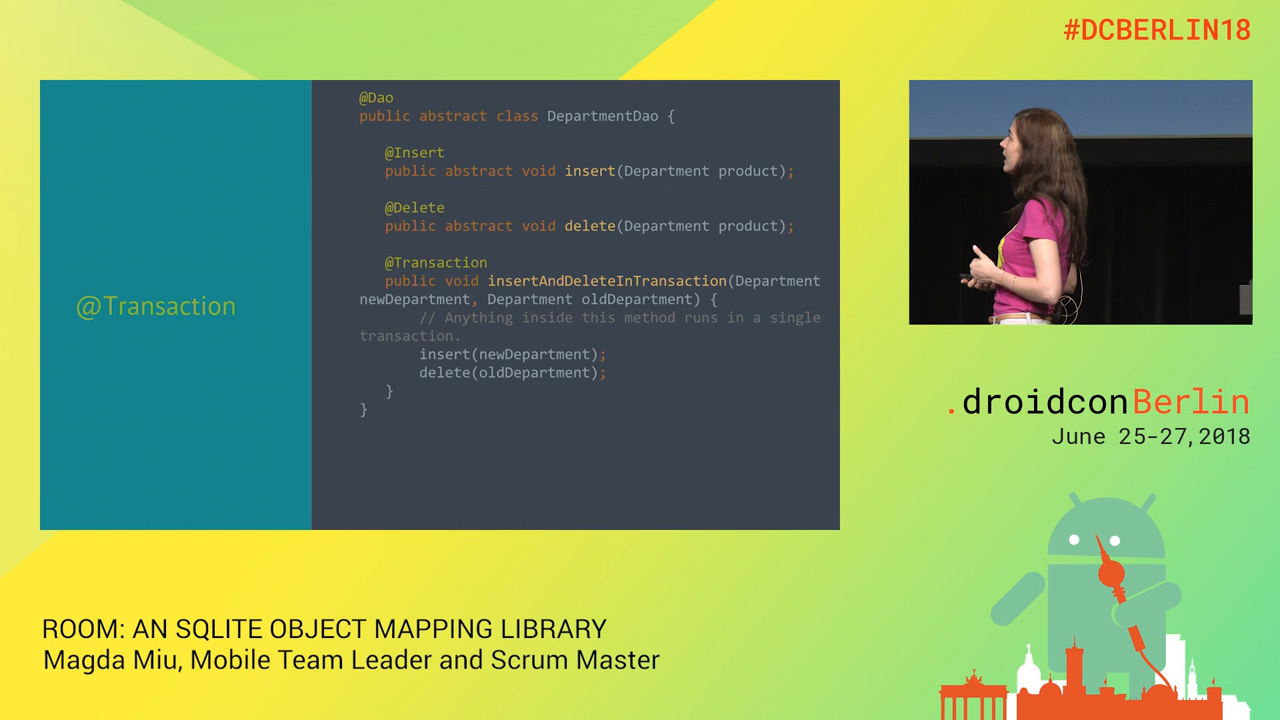 #DCBERLIN18
@Transaction
@Dao
public abstract class DepartmentDao {
@Insert
public abstract void insert(Department product);
@Delete
public abstract void delete(Department product);
@Transaction
public void insertAndDeleteInTransaction(Department
newDepartment, Department oldDepartment) {
// Anything inside this method runs in a single
transaction.
insert(newDepartment);
delete(oldDepartment);
}
}
.droidconBerlin
June 25-27, 2018
ROOM: AN SQLITE OBJECT MAPPING LIBRARY
Magda Miu, Mobile Team Leader and Scrum Master